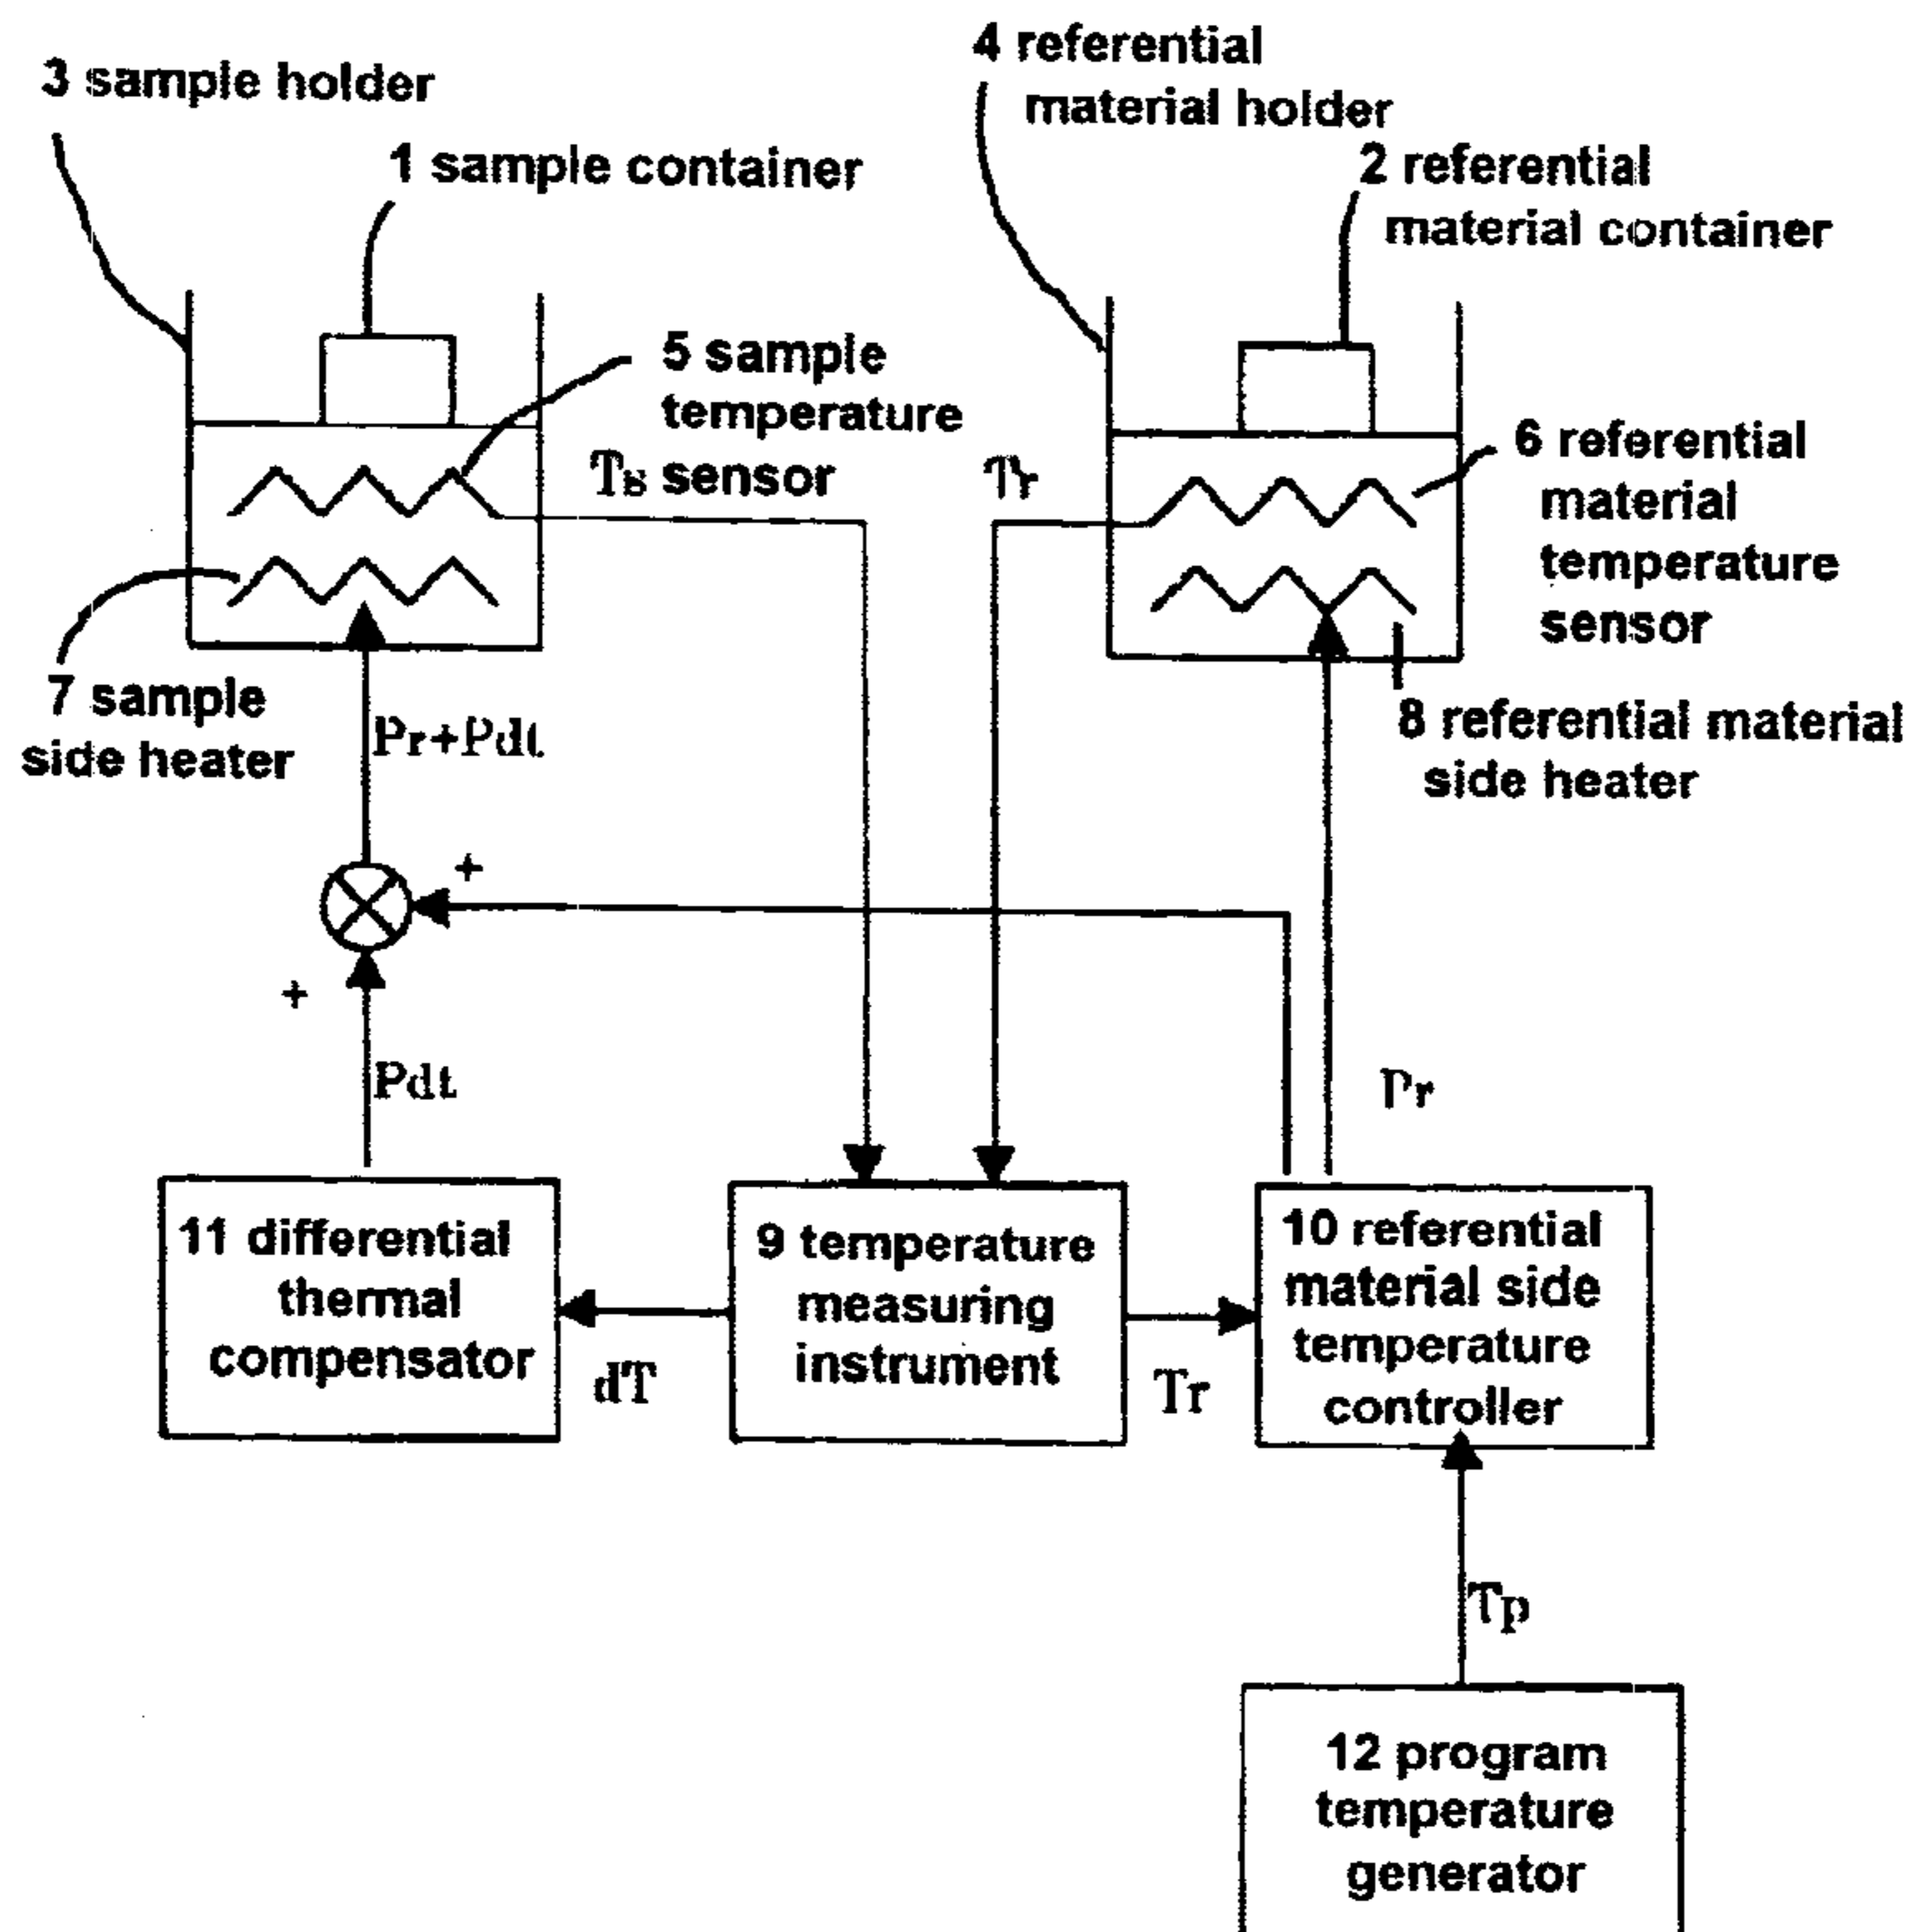 4 referential
material holder
3 sample holder
1 sample container
2 referential
material container
5 sample
temperature
sensor
Ts
Tr
6 referential
material
temperature
sensor
7 sample
side heater
Pr+Pdt
8 referential material
side heater
+
+
Pdt
Pr
11 differential
thermal
compensator
dT
9 temperature
measuring
instrument
Tr
10 referential
material side
temperature
controller
Tp
12 program
temperature
generator